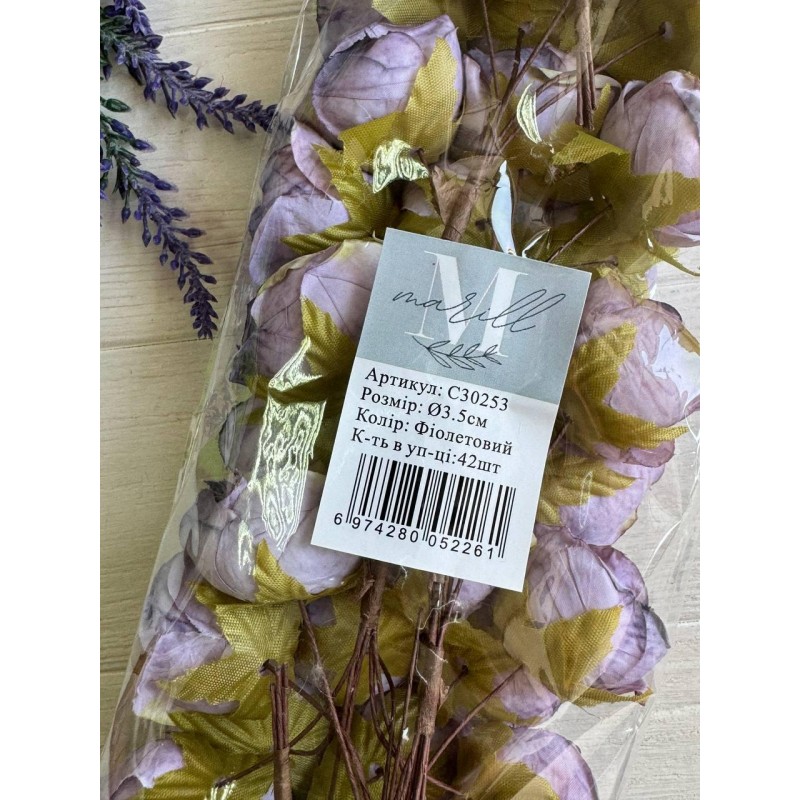 M
marill
Артикул: C30253
Розмір: Ø3.5см
Колір: Фіолетовий
К-ть в уп-ці:42шт
6 974280 052261